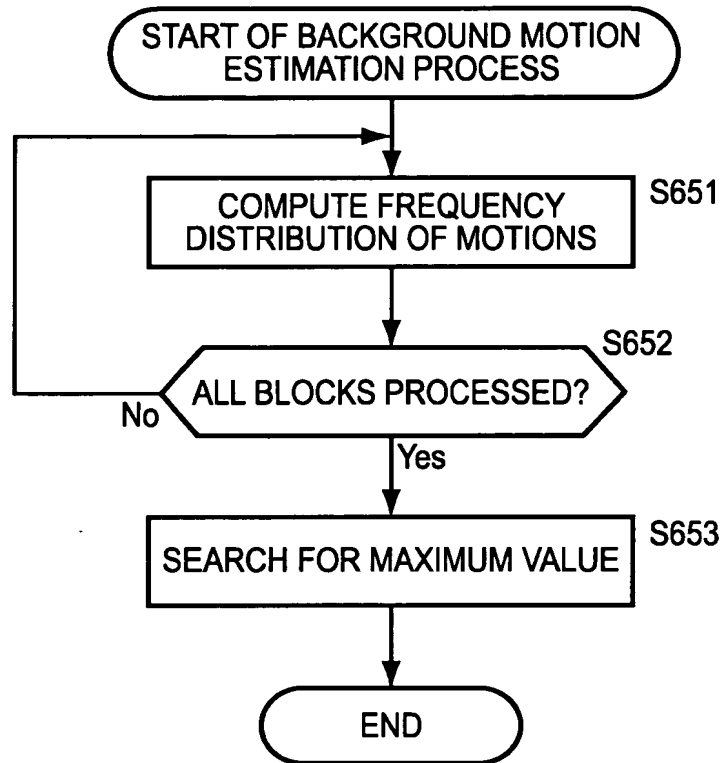 START OF BACKGROUND MOTION
ESTIMATION PROCESS
S651
COMPUTE FREQUENCY
DISTRIBUTION OF MOTIONS
S652
ALL BLOCKS PROCESSED?
No
Yes
S653
SEARCH FOR MAXIMUM VALUE
END